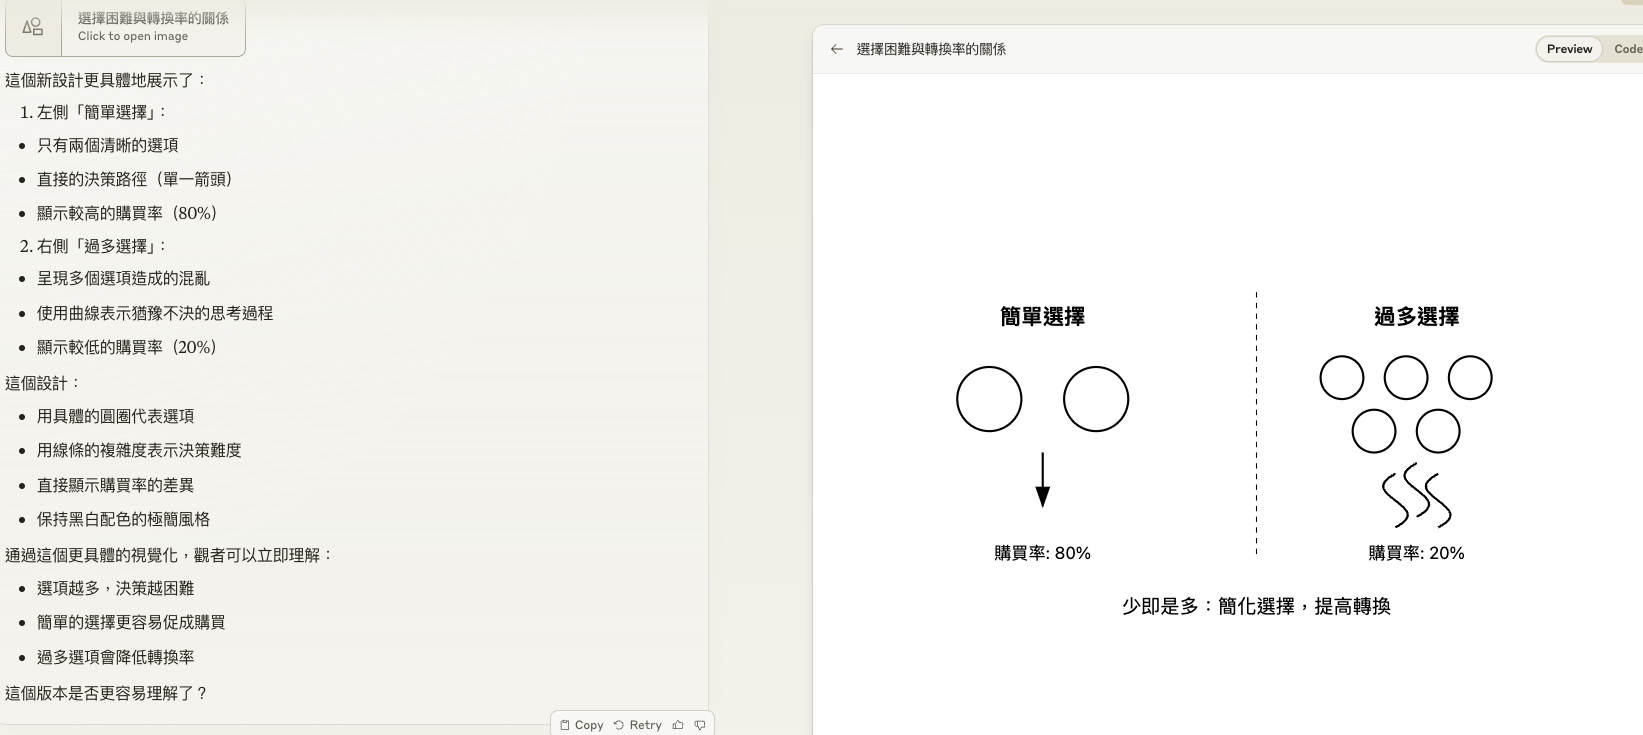 選擇困難與轉換率的關係
Click to open image
這個新設計更具體地展示了：
1. 左側「簡單選擇」：
• 只有兩個清晰的選項
• 直接的決策路徑（單一箭頭）
• 顯示較高的購買率（80%）
2. 右側「過多選擇」：
• 呈現多個選項造成的混亂
• 使用曲線表示猶豫不決的思考過程
• 顯示較低的購買率（20%）
這個設計：
• 用具體的圓圈代表選項
• 用線條的複雜度表示決策難度
• 直接顯示購買率的差異
• 保持黑白配色的極簡風格
通過這個更具體的視覺化，觀者可以立即理解：
• 選項越多，決策越困難
• 簡單的選擇更容易促成購買
• 過多選項會降低轉換率
這個版本是否更容易理解了？
Copy Retry
選擇困難與轉換率的關係
Preview Code
簡單選擇
過多選擇
購買率: 80%
購買率: 20%
少即是多：簡化選擇，提高轉換